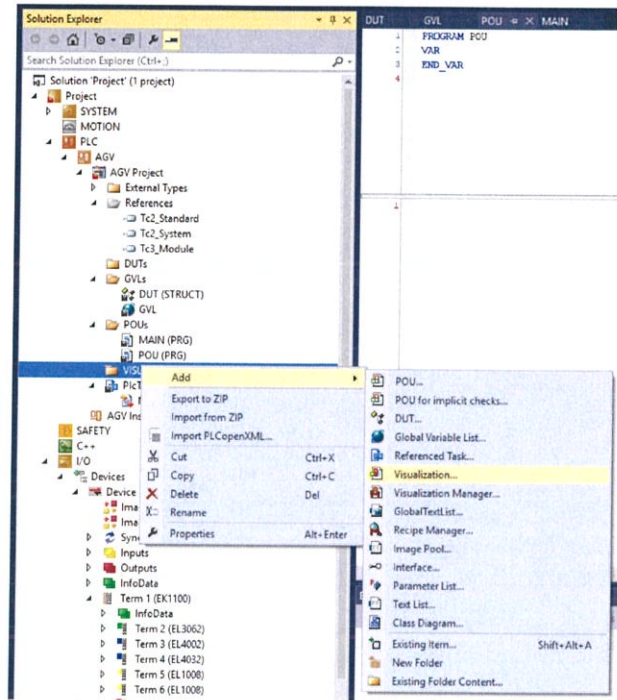 Solution Explorer
Search Solution Explorer (Ctrl+;)
Solution 'Project' (1 project)
Project
SYSTEM
MOTION
PLC
AGV
AGV Project
External Types
References
Tc2_Standard
Tc2_System
Tc3_Module
DUTs
GVLs
DUT (STRUCT)
GVL
POUs
MAIN (PRG)
POU (PRG)
SAFETY
C++
I/O
Devices
Device
Inputs
Outputs
InfoData
Term 1 (EK1100)
InfoData
Term 2 (EL3062)
Term 3 (EL4002)
Term 4 (EL4032)
Term 5 (EL1008)
Term 6 (EL1008)
DUT GVL POU MAIN
1 PROGRAM POU
2 VAR
3 END_VAR
4
1
Add
Export to ZIP
Import from ZIP
Import PLCopenXML...
Cut Ctrl+X
Copy Ctrl+C
Delete Del
Rename
Properties Alt+Enter
POU...
POU for implicit checks...
DUT...
Global Variable List...
Referenced Task...
Visualization...
Visualization Manager...
GlobalTextList...
Recipe Manager...
Image Pool...
Interface...
Parameter List...
Text List...
Class Diagram...
Existing Item... Shift+Alt+A
New Folder
Existing Folder Content...